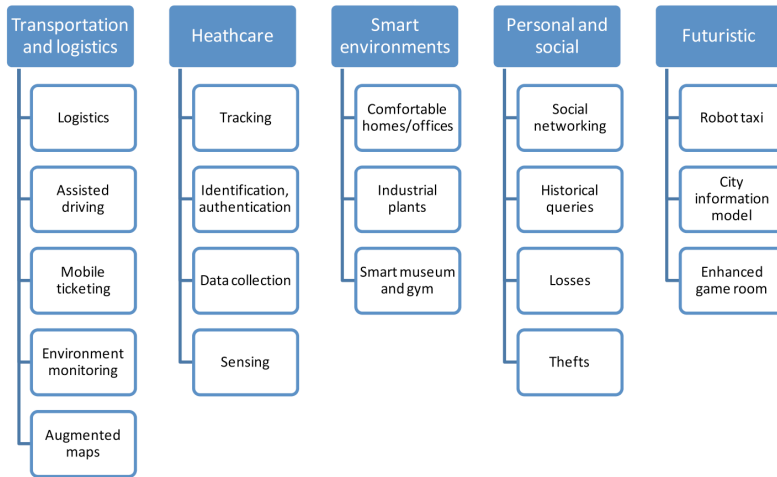 Transportation
and logistics
Logistics
Assisted
driving
Mobile
ticketing
Environment
monitoring
Augmented
maps
Heathcare
Tracking
Identification,
authentication
Data collection
Sensing
Smart
environments
Comfortable
homes/offices
Industrial
plants
Smart museum
and gym
Personal and
social
Social
networking
Historical
queries
Losses
Thefts
Futuristic
Robot taxi
City
information
model
Enhanced
game room